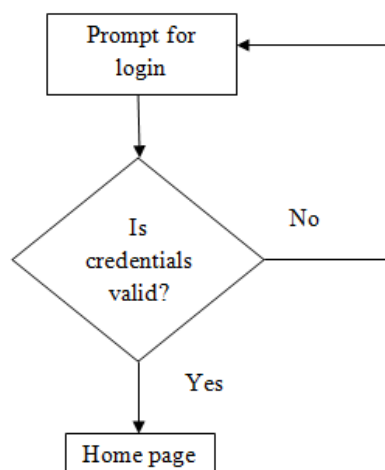 Prompt for
login
Is
credentials
valid?
No
Yes
Home page